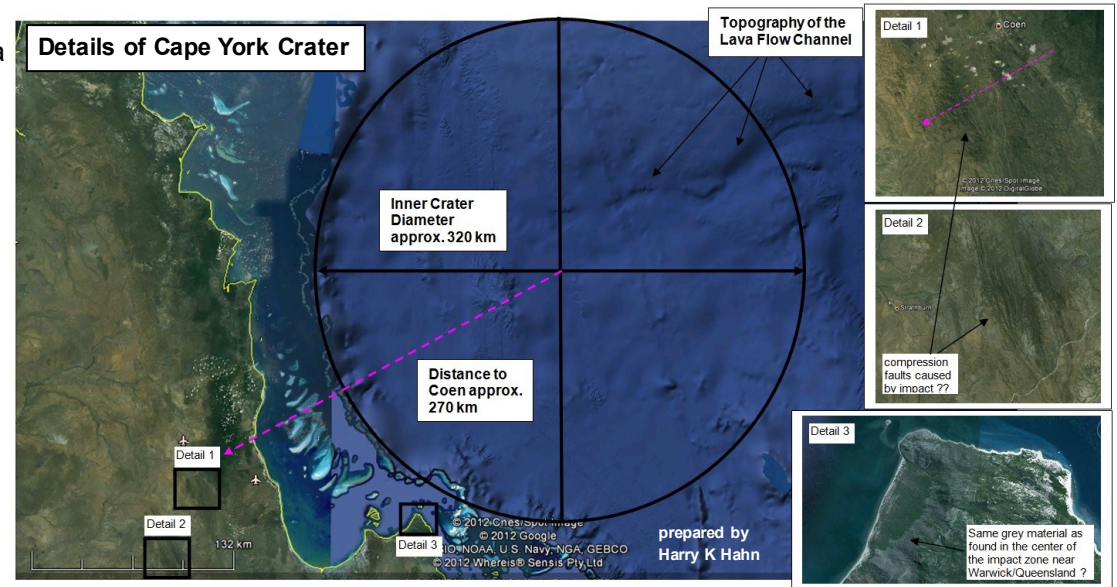 a
Details of Cape York Crater
Topography of the
Lava Flow Channel
Inner Crater
Diameter
approx. 320 km
Distance to
Coen approx.
270 km
Detail 1
Detail 2
132 km
Detail 3
© 2012 Cnes/Spot Image
© 2012 Google
IO, NOAA, U.S. Navy, NGA, GEBCO
© 2012 Whereis® Sensis Pty Ltd
prepared by
Harry K Hahn
Detail 1
Coen
© 2012 Cnes/Spot Image
Image © 2012 DigitalGlobe
Detail 2
Strathburn
compression
faults caused
by impact ??
Detail 3
Same grey material as
found in the center of
the impact zone near
Warwick/Queensland ?